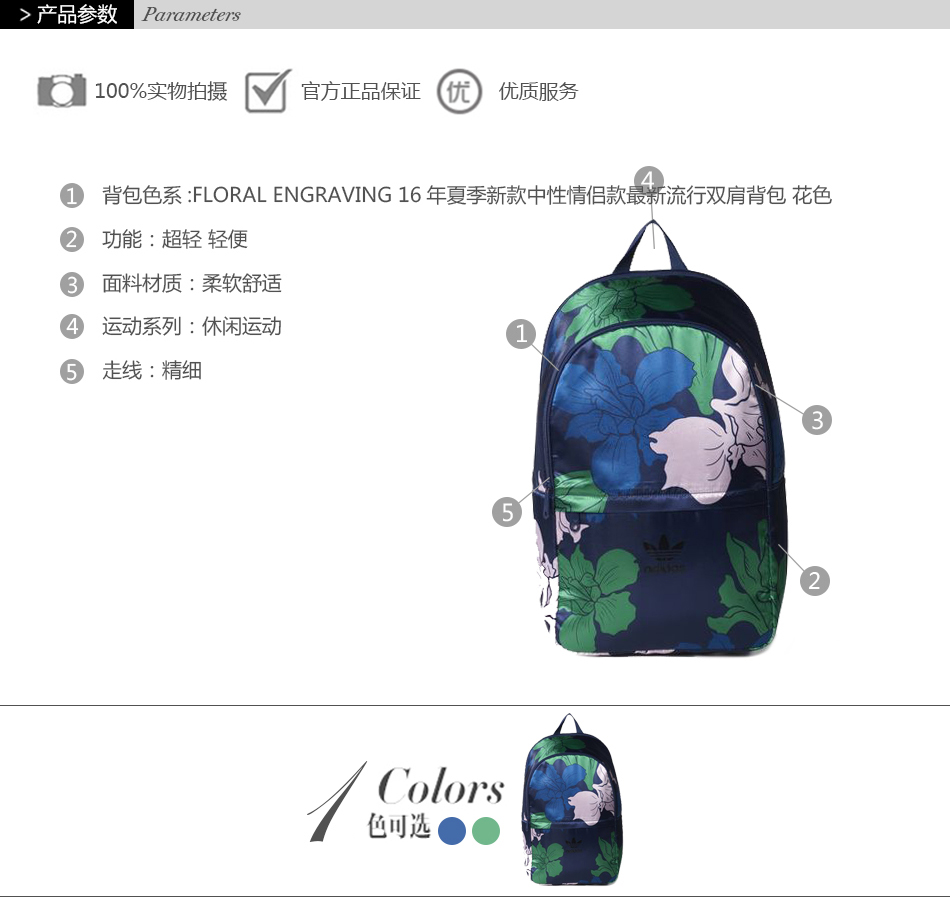 > 产品参数 Parameters
100%实物拍摄 官方正品保证 优 优质服务
1 背包色系 :FLORAL ENGRAVING 16 年夏季新款中性情侣款最新流行双肩背包 花色
2 功能：超轻 轻便
3 面料材质：柔软舒适
4 运动系列：休闲运动
5 走线：精细
4
1
3
5
adidas
2
1 Colors
色可选